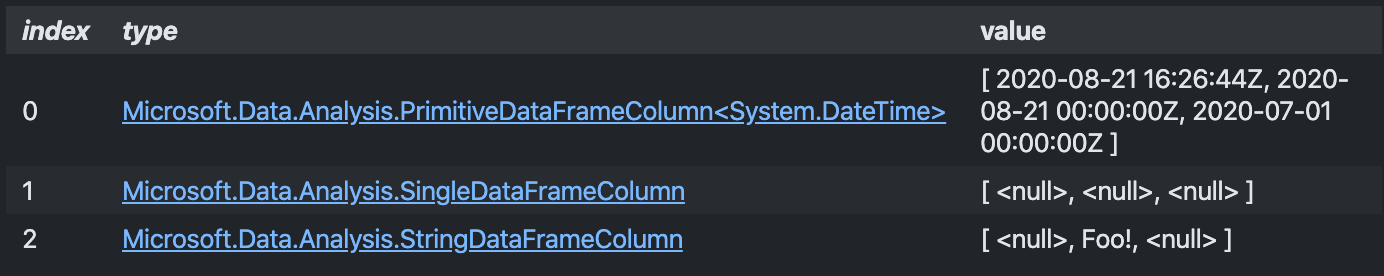 index type value
0 Microsoft.Data.Analysis.PrimitiveDataFrameColumn<System.DateTime> [ 2020-08-21 16:26:44Z, 2020-
08-21 00:00:00Z, 2020-07-01
00:00:00Z ]
1 Microsoft.Data.Analysis.SingleDataFrameColumn [ <null>, <null>, <null> ]
2 Microsoft.Data.Analysis.StringDataFrameColumn [ <null>, Foo!, <null> ]